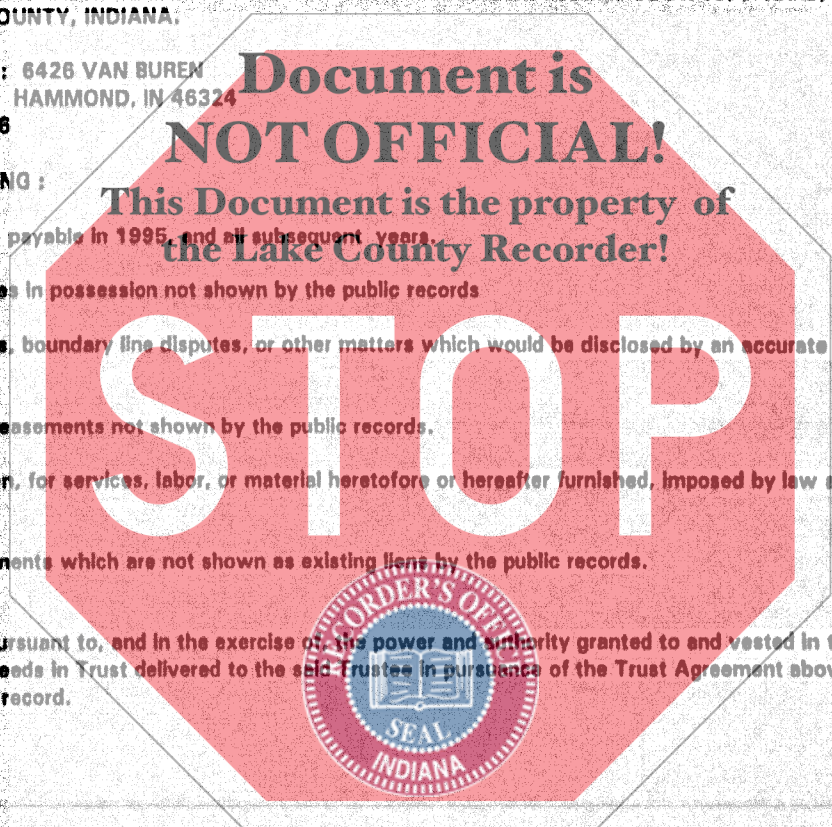 OUNTY, INDIANA.
: 6426 VAN BUREN
HAMMOND, IN 46324
Document is
NOT OFFICIAL!
6
NG :
This Document is the property of
the Lake County Recorder!
payable in 1995, and all subsequent years.
s in possession not shown by the public records
s, boundary line disputes, or other matters which would be disclosed by an accurate
STOP
easements not shown by the public records.
n, for services, labor, or material heretofore or hereafter furnished, imposed by law a
ments which are not shown as existing liens by the public records.
ursuant to, and in the exercise of, the power and authority granted to and vested in t
eeds in Trust delivered to the said Trustee in pursuance of the Trust Agreement abov
record.
RECORDER'S OFFICE
SEAL
INDIANA